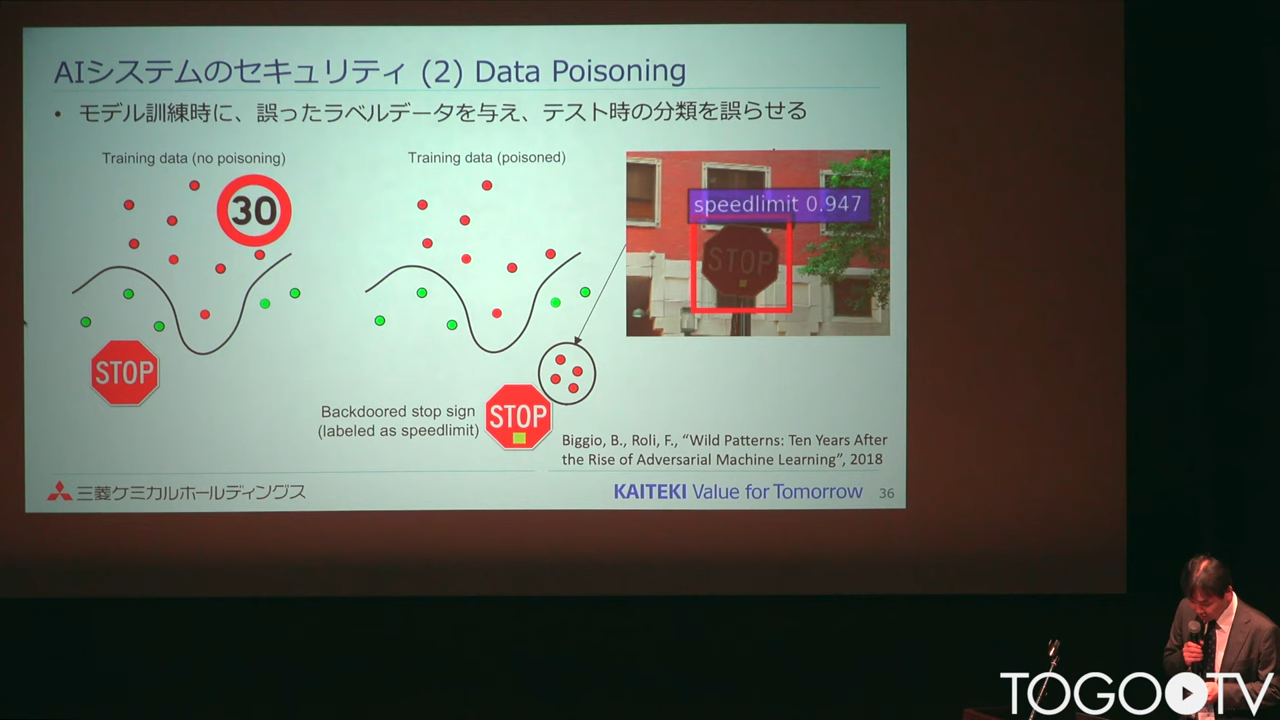 AIシステムのセキュリティ (2) Data Poisoning
• モデル訓練時に、誤ったラベルデータを与え、テスト時の分類を誤らせる
Training data (no poisoning)
Training data (poisoned)
30
speedlimit 0.947
STOP
STOP
Backdoored stop sign
(labeled as speedlimit)
STOP
Biggio, B., Roli, F., “Wild Patterns: Ten Years After
the Rise of Adversarial Machine Learning”, 2018
三菱ケミカルホールディングス
KAITEKI Value for Tomorrow
36
TOGO TV